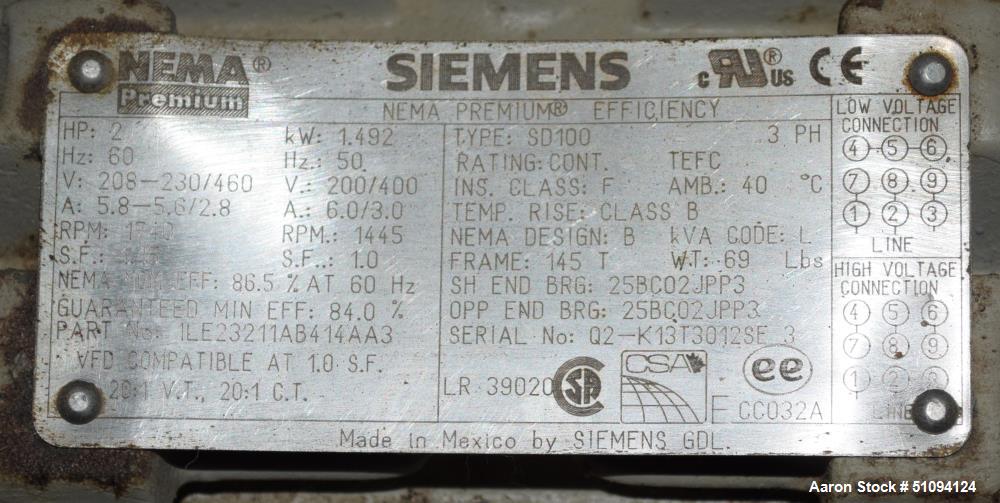 NEMA® Premium
SIEMENS
c RU® US CE
NEMA PREMIUM® EFFICIENCY
HP: 2 kW: 1.492
Hz: 60 Hz.: 50
V: 208-230/460 V.: 200/400
A: 5.8-5.6/2.8 A.: 6.0/3.0
RPM: RPM.: 1445
S.F.: S.F..: 1.0
NEMA NOM EFF: 86.5 % AT 60 Hz
GUARANTEED MIN EFF: 84.0 %
PART No: 1LE23211AB414AA3
VFD COMPATIBLE AT 1.0 S.F.
20:1 V.T., 20:1 C.T.
TYPE: SD100 3 PH
RATING: CONT. TEFC
INS. CLASS: F AMB.: 40 °C
TEMP. RISE: CLASS B
NEMA DESIGN: B kVA CODE: L
FRAME: 145 T WT: 69 Lbs
SH END BRG: 25BC02JPP3
OPP END BRG: 25BC02JPP3
SERIAL No: Q2-K13T3012SE 3
LR 39020 SA CSA ee
CC032A
LOW VOLTAGE
CONNECTION
4 5 6
7 8 9
1 2 3
LINE
HIGH VOLTAGE
CONNECTION
4 5 6
7 8 9
1 2 3
LINE
Made in Mexico by SIEMENS GDL.
Aaron Stock # 51094124